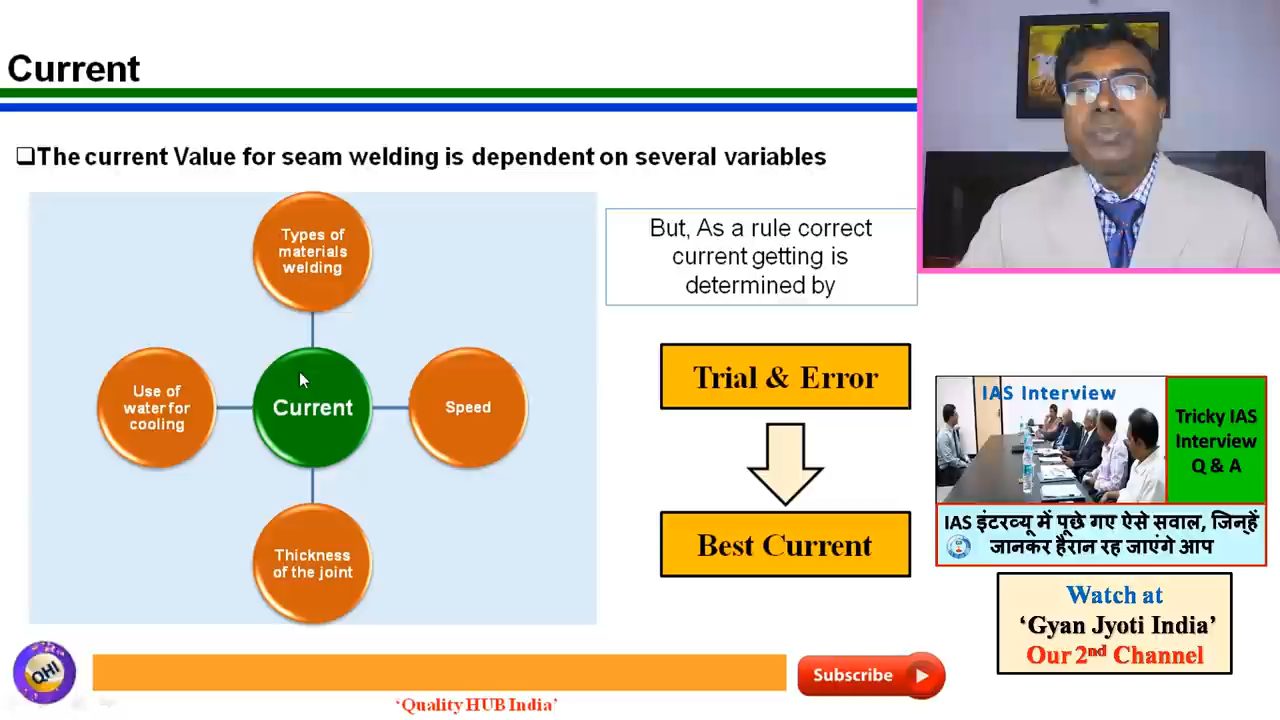 Current
❑The current Value for seam welding is dependent on several variables
Types of
materials
welding
Use of
water for
cooling
Current
Speed
Thickness
of the joint
But, As a rule correct
current getting is
determined by
Trial & Error
Best Current
IAS Interview
Tricky IAS
Interview
Q & A
IAS इंटरव्यू में पूछे गए ऐसे सवाल, जिन्हें
जानकर हैरान रह जाएंगे आप
Watch at
‘Gyan Jyoti India’
Our 2nd Channel
QHI
Subscribe
‘Quality HUB India’